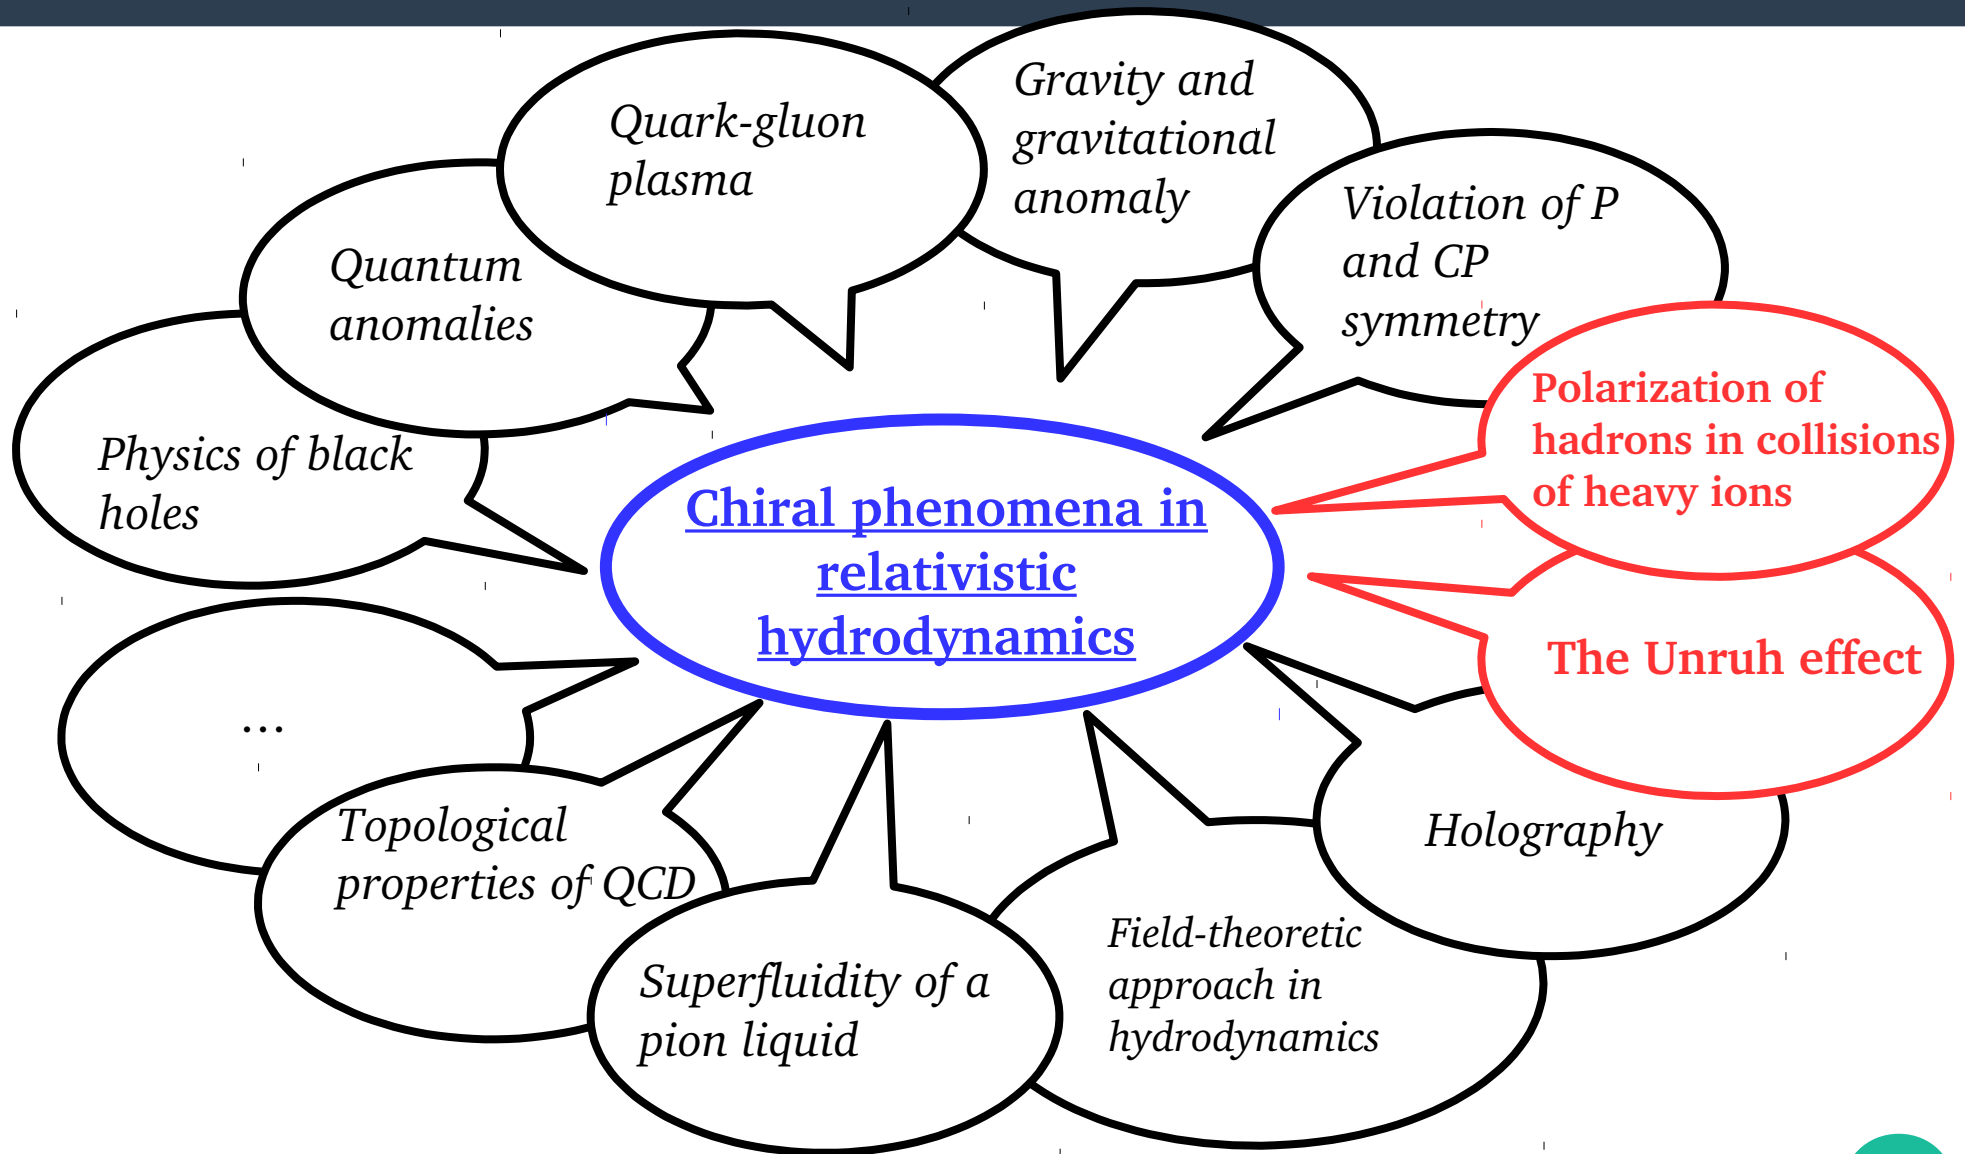 Gravity and
gravitational
anomaly
Quark-gluon
plasma
Violation of P
and CP
symmetry
Quantum
anomalies
Polarization of
hadrons in collisions
of heavy ions
Physics of black
holes
Chiral phenomena in
relativistic
hydrodynamics
The Unruh effect
...
Topological
properties of QCD
Holography
Field-theoretic
approach in
hydrodynamics
Superfluidity of a
pion liquid